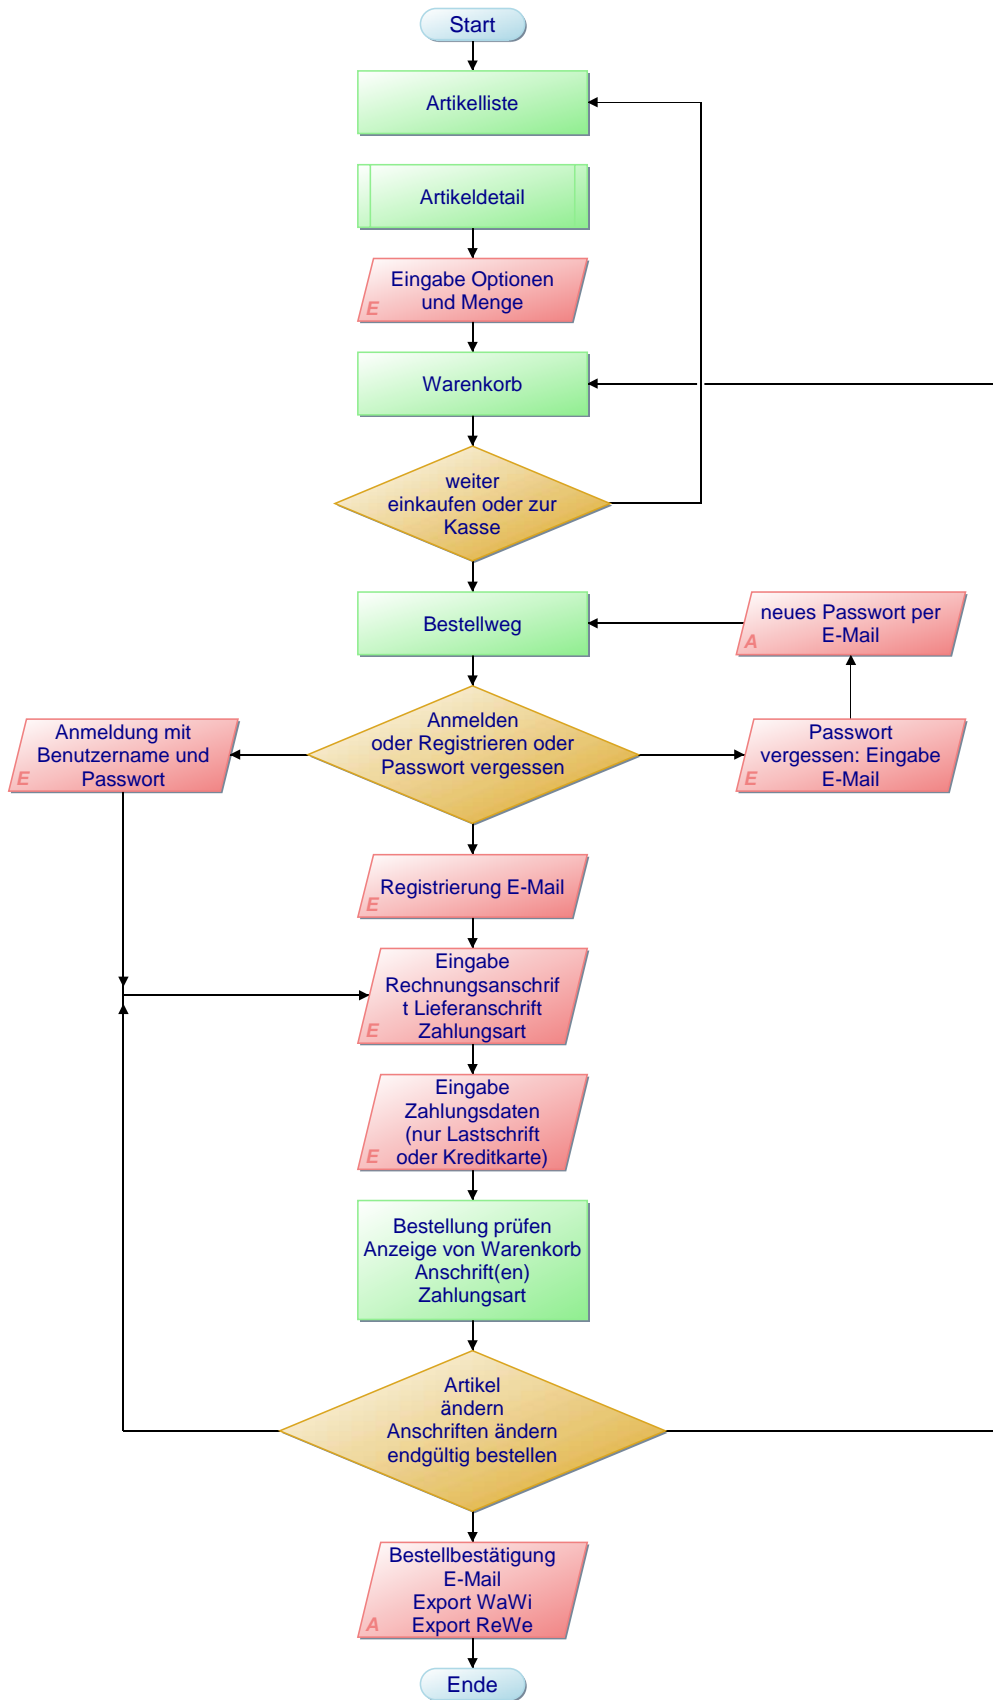 Start
Artikelliste
Artikeldetail
Eingabe Optionen
und Menge
E
Warenkorb
weiter
einkaufen oder zur
Kasse
Bestellweg
neues Passwort per
E-Mail
A
Anmelden
oder Registrieren oder
Passwort vergessen
Anmeldung mit
Benutzername und
Passwort
E
Passwort
vergessen: Eingabe
E-Mail
E
Registrierung E-Mail
E
Eingabe
Rechnungsanschrif
t Lieferanschrift
Zahlungsart
E
Eingabe
Zahlungsdaten
(nur Lastschrift
oder Kreditkarte)
E
Bestellung prüfen
Anzeige von Warenkorb
Anschrift(en)
Zahlungsart
Artikel
ändern
Anschriften ändern
endgültig bestellen
Bestellbestätigung
E-Mail
Export WaWi
Export ReWe
A
Ende